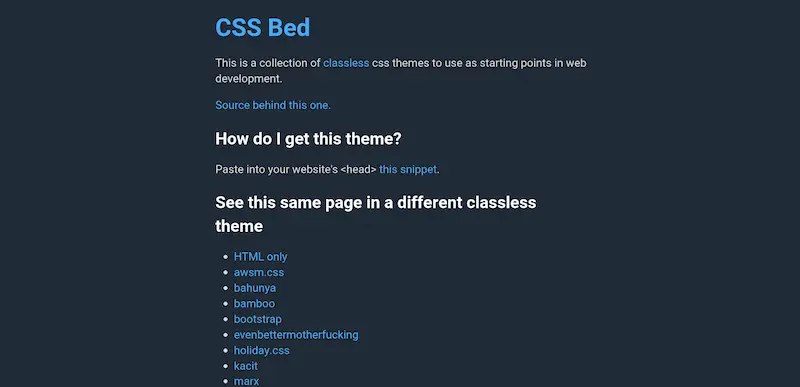 CSS Bed
This is a collection of classless css themes to use as starting points in web
development.
Source behind this one.
How do I get this theme?
Paste into your website's <head> this snippet.
See this same page in a different classless
theme
HTML only
awsm.css
bahunya
bamboo
bootstrap
evenbettermotherfucking
holiday.css
kacit
marx